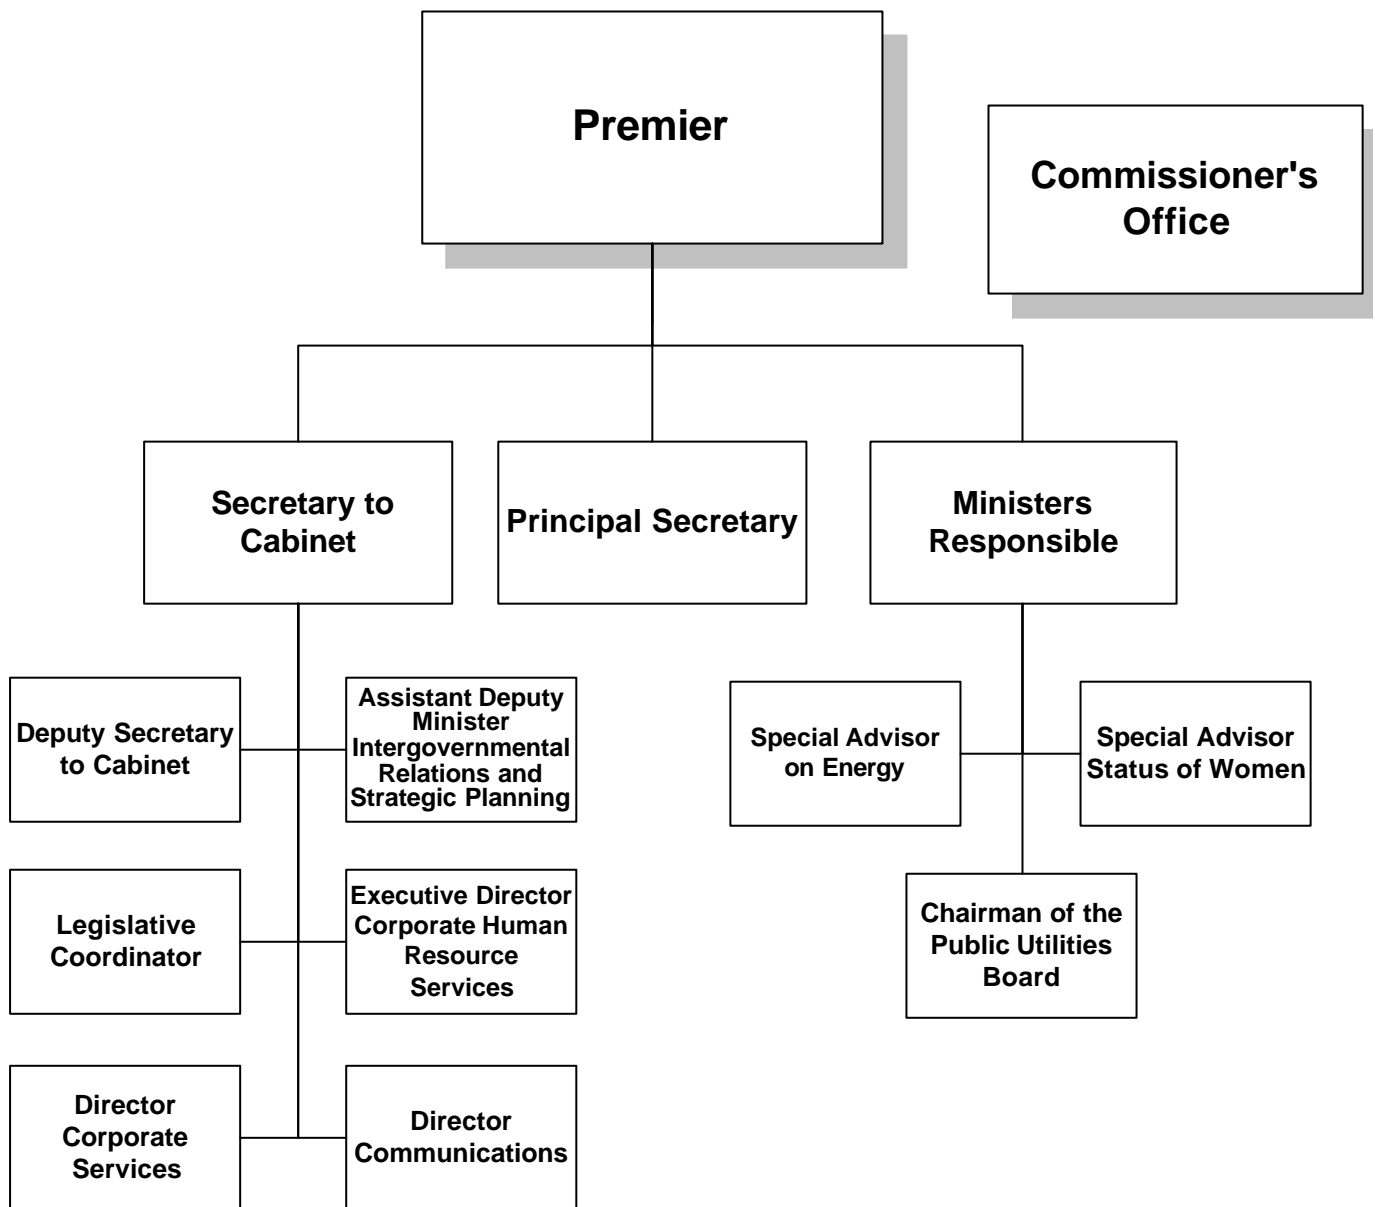 Premier
Commissioner's
Office
Secretary to
Cabinet
Principal Secretary
Ministers
Responsible
Deputy Secretary
to Cabinet
Assistant Deputy
Minister
Intergovernmental
Relations and
Strategic Planning
Special Advisor
on Energy
Special Advisor
Status of Women
Legislative
Coordinator
Executive Director
Corporate Human
Resource
Services
Chairman of the
Public Utilities
Board
Director
Corporate
Services
Director
Communications